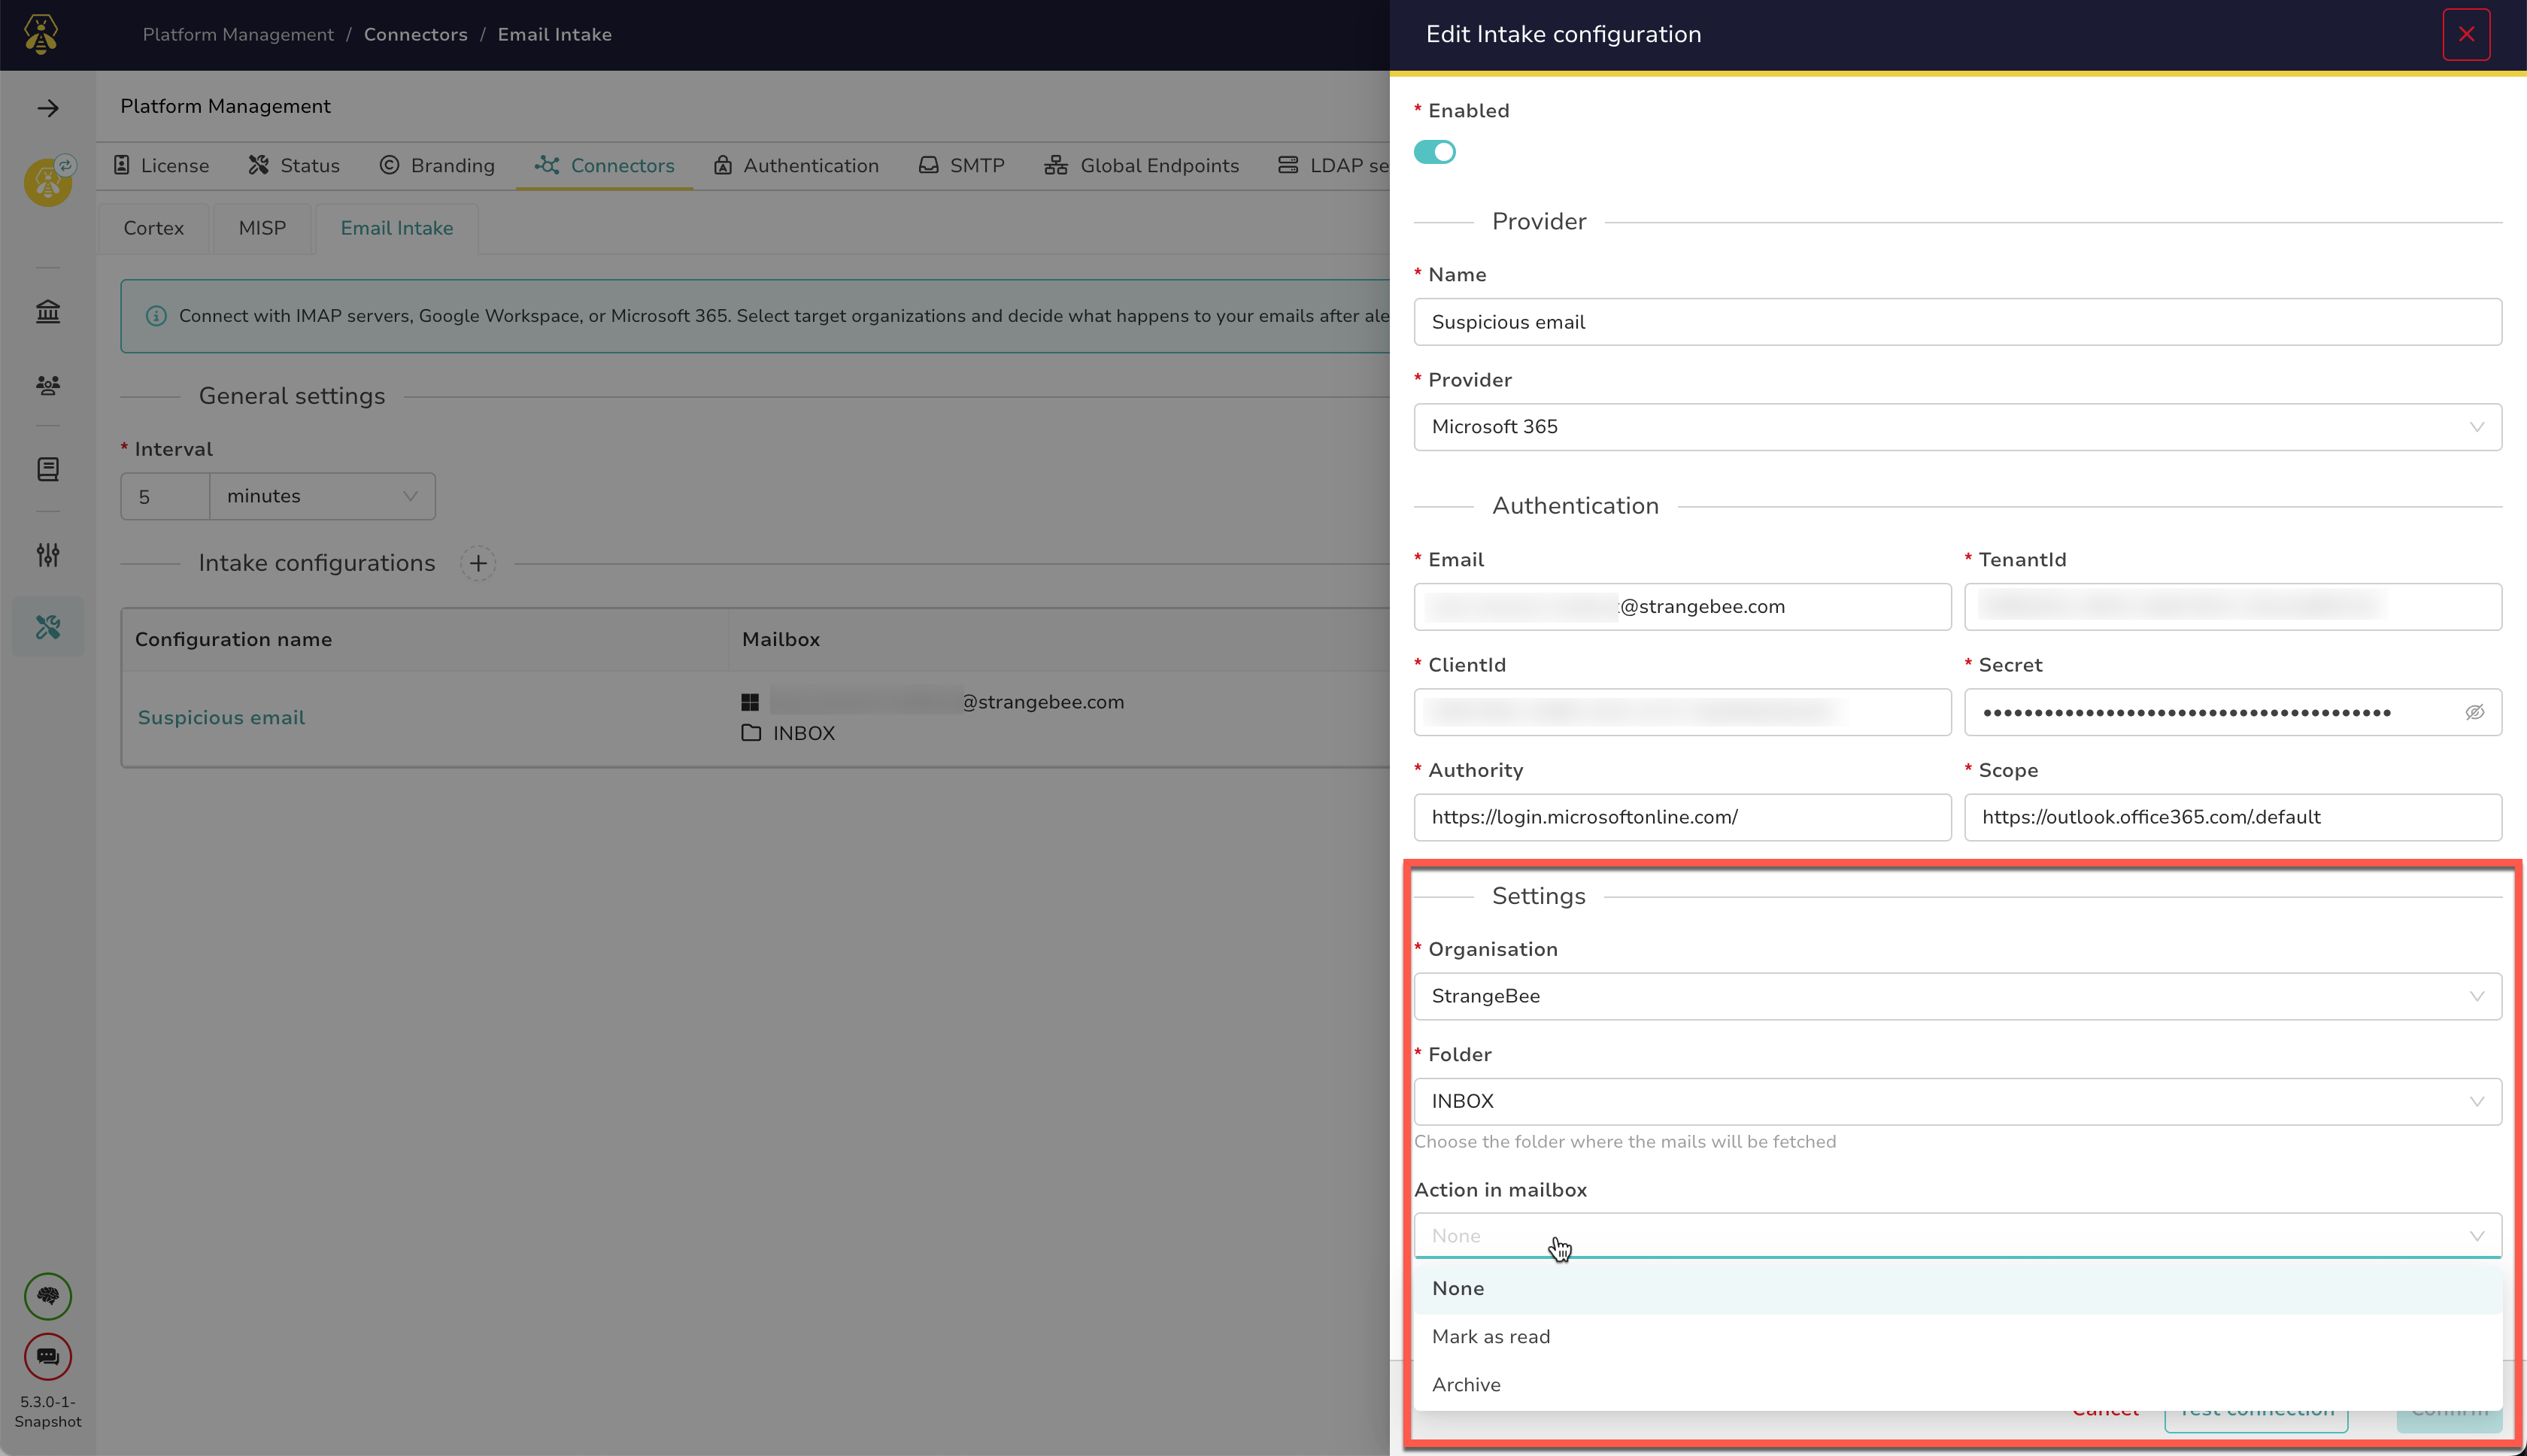 Platform Management / Connectors / Email Intake
Platform Management
License
Status
Branding
Connectors
Authentication
SMTP
Global Endpoints
LDAP se
Cortex
MISP
Email Intake
Connect with IMAP servers, Google Workspace, or Microsoft 365. Select target organizations and decide what happens to your emails after ale
General settings
* Interval
5
minutes
Intake configurations
Configuration name
Mailbox
Suspicious email
@strangebee.com
INBOX
5.3.0-1-
Snapshot
Edit Intake configuration
* Enabled
Provider
* Name
Suspicious email
* Provider
Microsoft 365
Authentication
* Email
* TenantId
@strangebee.com
* ClientId
* Secret
* Authority
* Scope
https://login.microsoftonline.com/
https://outlook.office365.com/.default
Settings
* Organisation
StrangeBee
* Folder
INBOX
Choose the folder where the mails will be fetched
Action in mailbox
None
None
Mark as read
Archive
Cancel
Test connection
Confirm